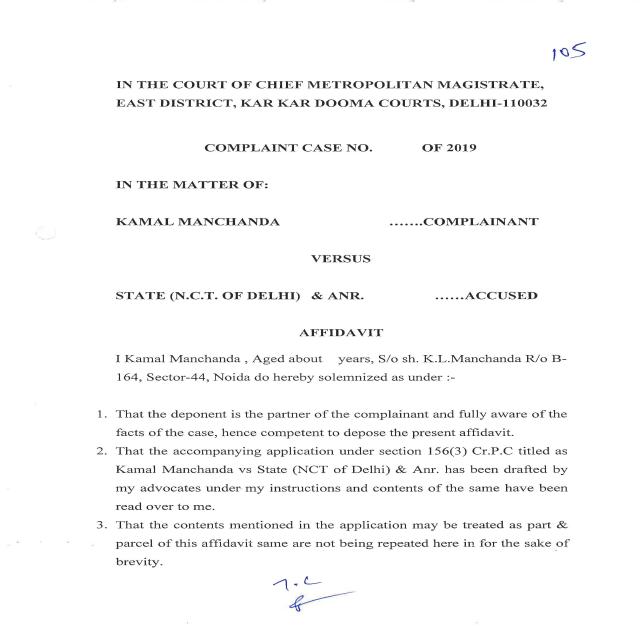 105
IN THE COURT OF CHIEF METROPOLITAN MAGISTRATE,
EAST DISTRICT, KAR KAR DOOMA COURTS, DELHI-110032
COMPLAINT CASE NO. OF 2019
IN THE MATTER OF:
KAMAL MANCHANDA .......COMPLAINANT
VERSUS
STATE (N.C.T. OF DELHI) & ANR. ......ACCUSED
AFFIDAVIT
I Kamal Manchanda , Aged about years, S/o sh. K.L.Manchanda R/o B-
164, Sector-44, Noida do hereby solemnized as under :-
1. That the deponent is the partner of the complainant and fully aware of the
facts of the case, hence competent to depose the present affidavit.
2. That the accompanying application under section 156(3) Cr.P.C titled as
Kamal Manchanda vs State (NCT of Delhi) & Anr. has been drafted by
my advocates under my instructions and contents of the same have been
read over to me.
3. That the contents mentioned in the application may be treated as part &
parcel of this affidavit same are not being repeated here in for the sake of
brevity.
T.C